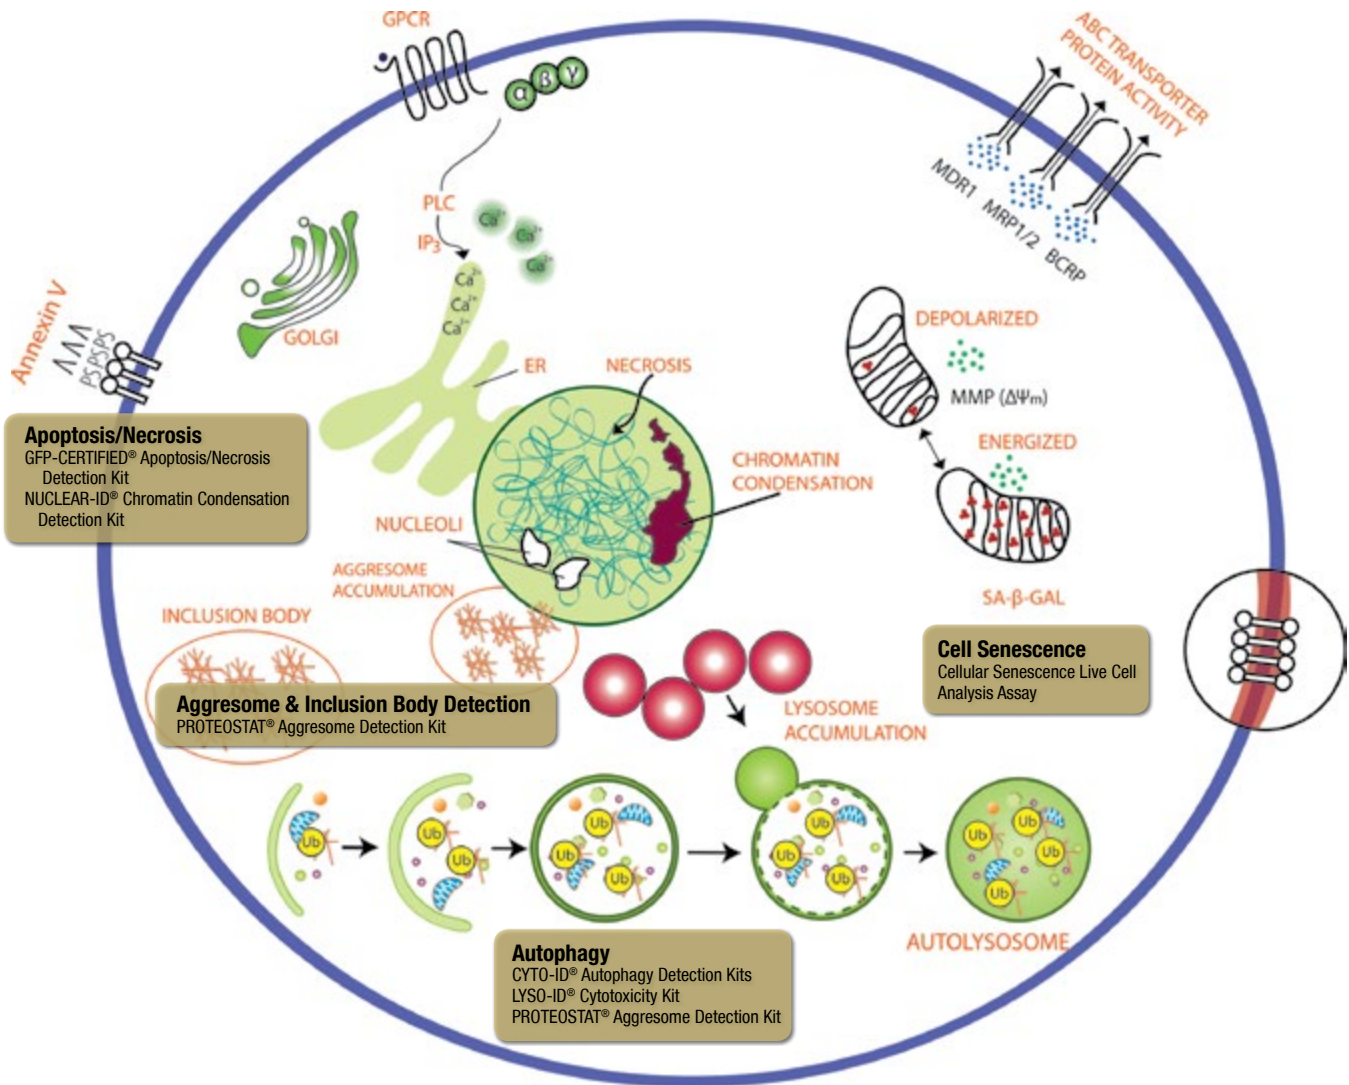 GPCR
α β γ
ABC TRANSPORTER
PROTEIN ACTIVITY
MDR1
MRP1/2
BCRP
PLC
IP₃
Ca²⁺
Ca²⁺
Ca²⁺
Ca²⁺
Ca²⁺
Ca²⁺
GOLGI
Annexin V
PS PS PS
ER
NECROSIS
DEPOLARIZED
MMP (ΔΨm)
ENERGIZED
Apoptosis/Necrosis
GFP-CERTIFIED® Apoptosis/Necrosis
Detection Kit
NUCLEAR-ID® Chromatin Condensation
Detection Kit
CHROMATIN
CONDENSATION
NUCLEOLI
AGGRESOME
ACCUMULATION
INCLUSION BODY
SA-β-GAL
Cell Senescence
Cellular Senescence Live Cell
Analysis Assay
Aggresome & Inclusion Body Detection
PROTEOSTAT® Aggresome Detection Kit
LYSOSOME
ACCUMULATION
Ub
Ub
Ub
Ub
Ub
Ub
Ub
Ub
Ub
Ub
Ub
Ub
AUTOLYSOSOME
Autophagy
CYTO-ID® Autophagy Detection Kits
LYSO-ID® Cytotoxicity Kit
PROTEOSTAT® Aggresome Detection Kit